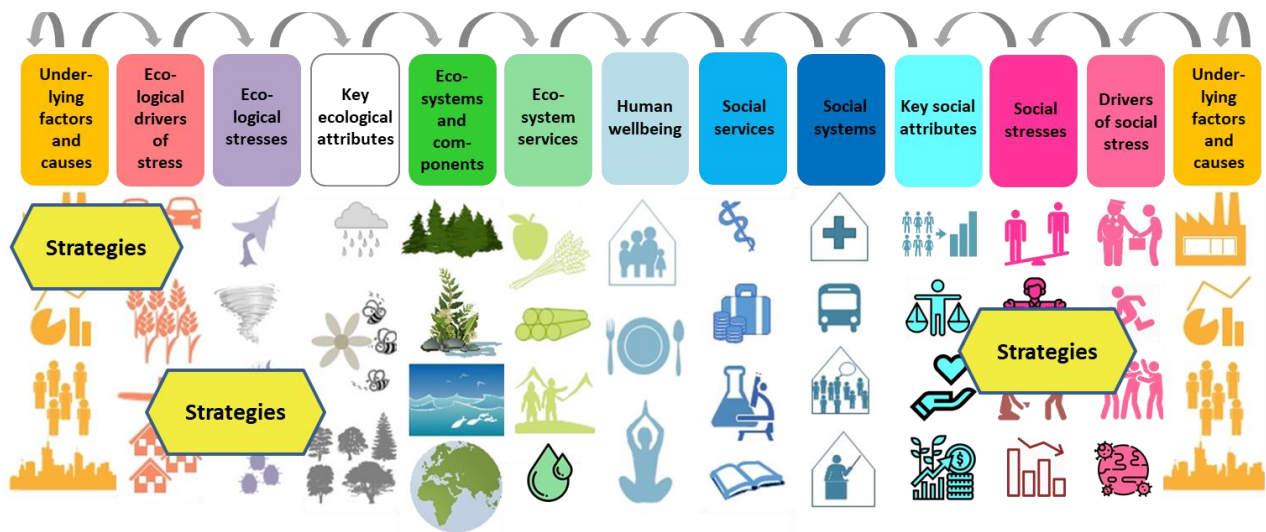 Under-
lying
factors
and
causes
Eco-
logical
drivers
of
stress
Eco-
logical
stresses
Key
ecological
attributes
Eco-
systems
and
com-
ponents
Eco-
system
services
Human
wellbeing
Social
services
Social
systems
Key social
attributes
Social
stresses
Drivers
of social
stress
Under-
lying
factors
and
causes
Strategies
Strategies
Strategies
$